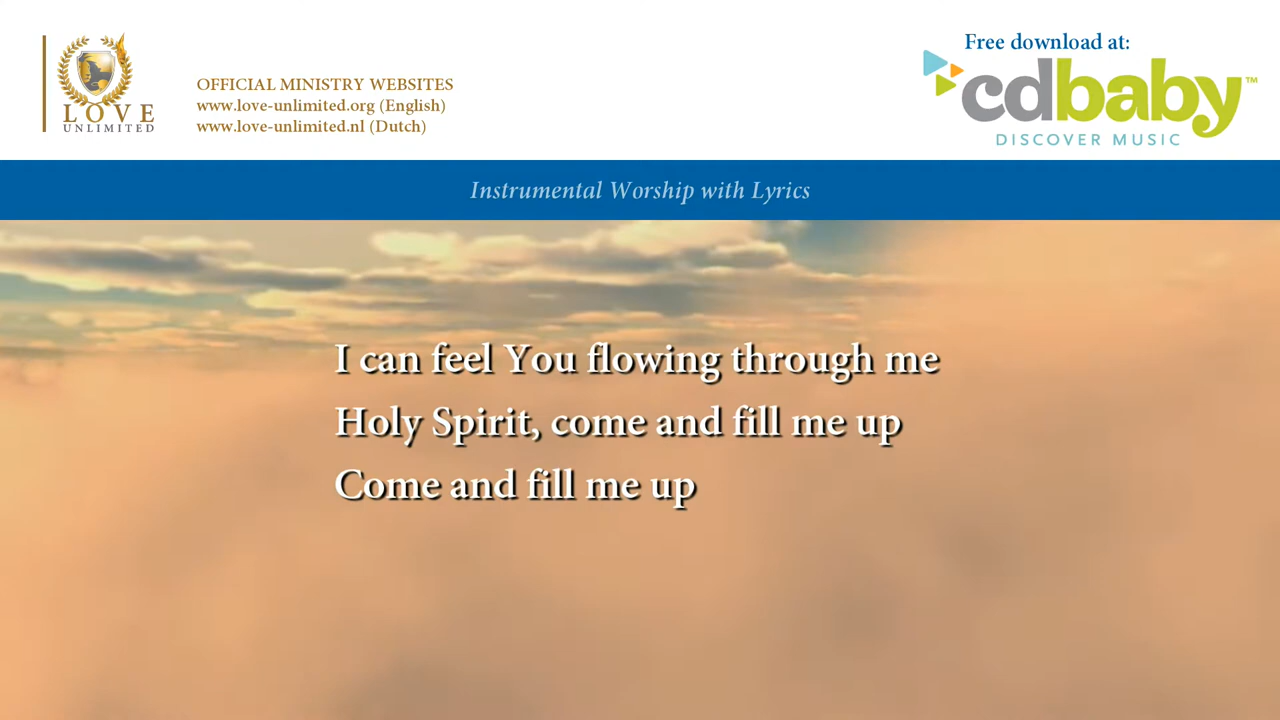 LOVE
UNLIMITED
OFFICIAL MINISTRY WEBSITES
www.love-unlimited.org (English)
www.love-unlimited.nl (Dutch)
Free download at:
cdbaby™
DISCOVER MUSIC
Instrumental Worship with Lyrics
I can feel You flowing through me
Holy Spirit, come and fill me up
Come and fill me up